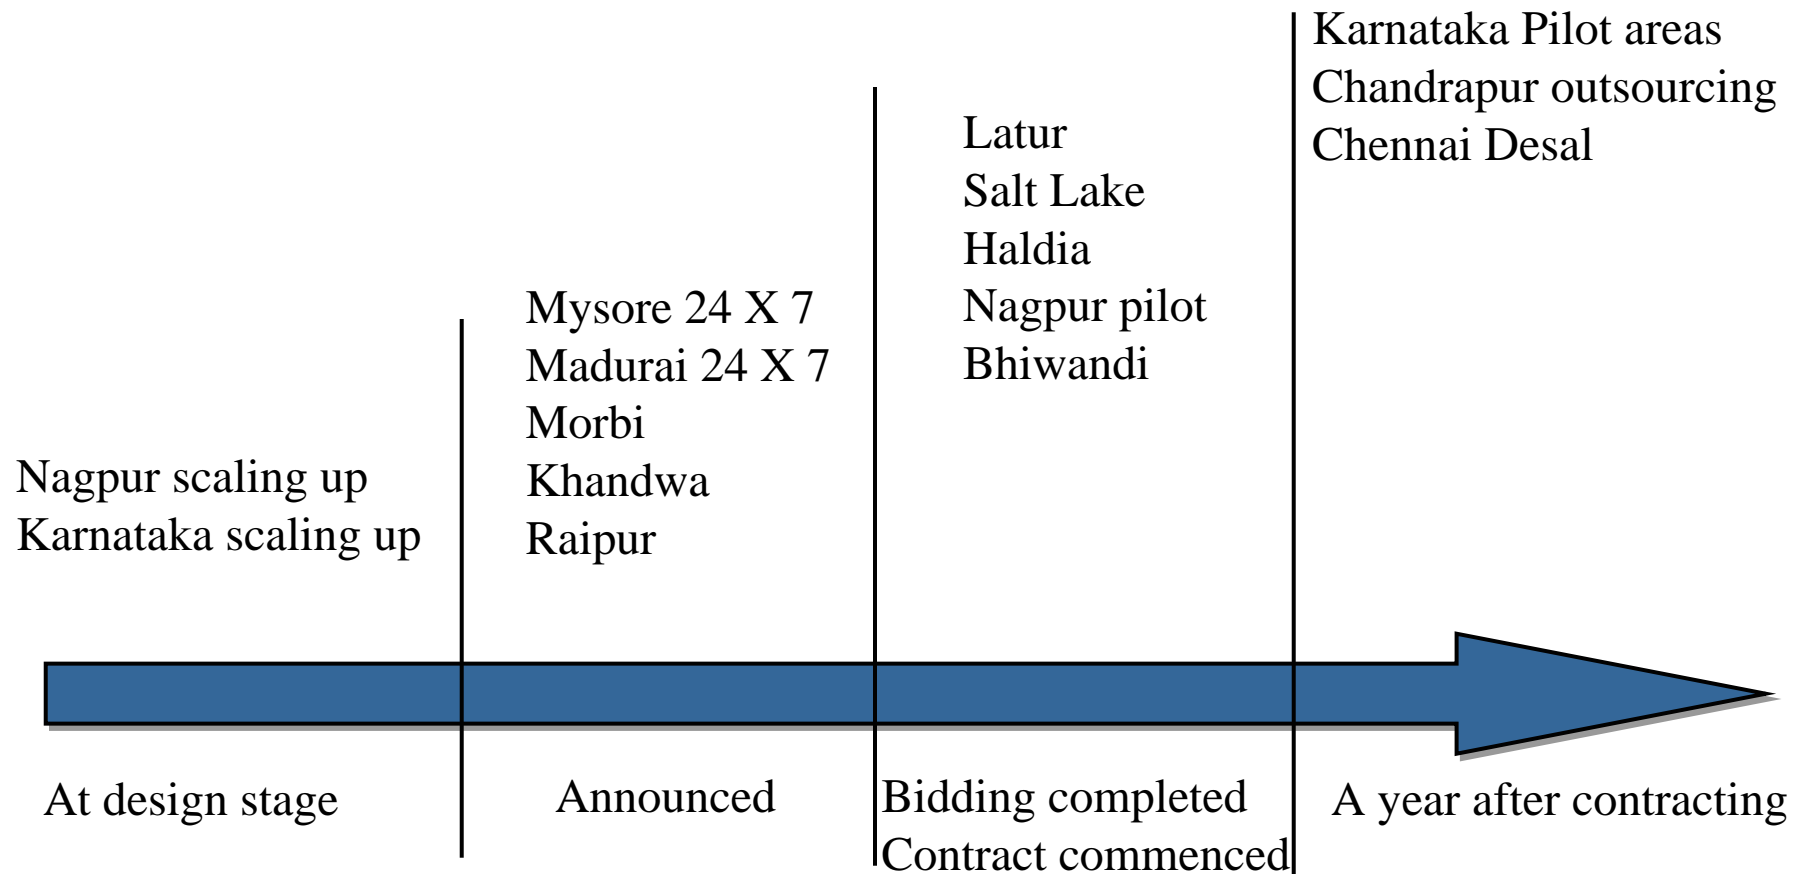 Nagpur scaling up
Karnataka scaling up
Mysore 24 X 7
Madurai 24 X 7
Morbi
Khandwa
Raipur
Latur
Salt Lake
Haldia
Nagpur pilot
Bhiwandi
Karnataka Pilot areas
Chandrapur outsourcing
Chennai Desal
At design stage
Announced
Bidding completed
Contract commenced
A year after contracting